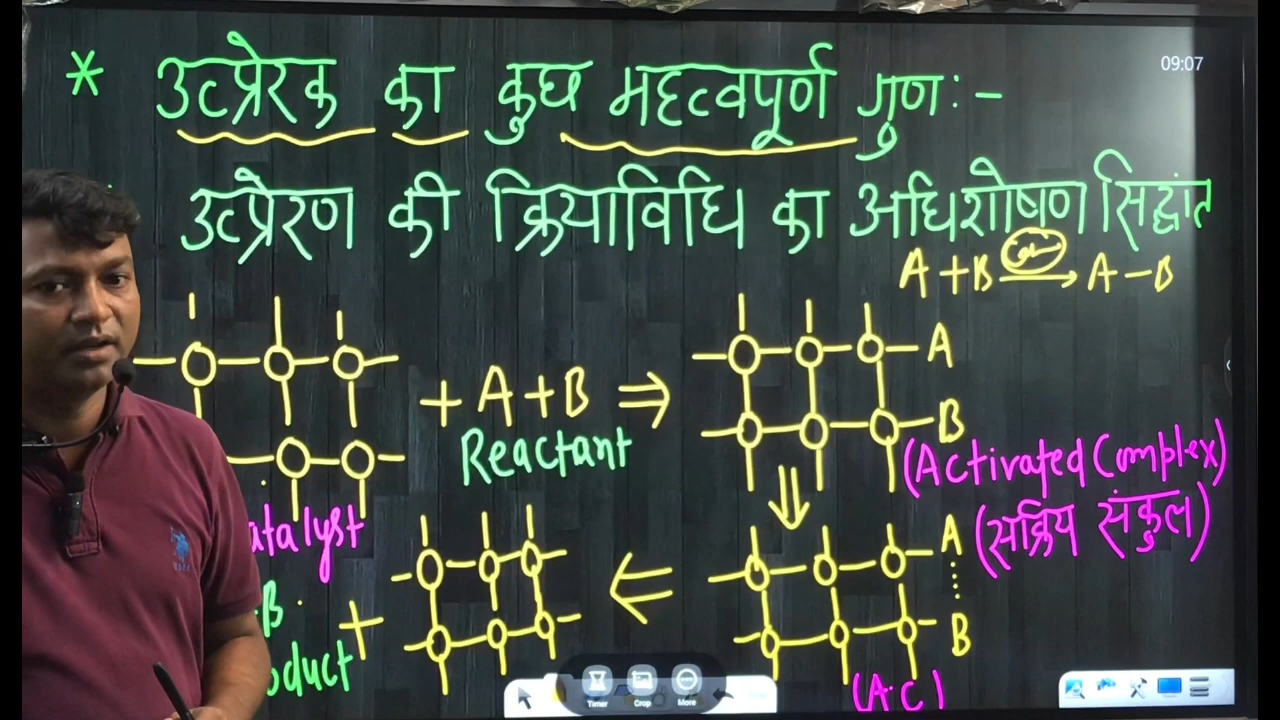 * उत्प्रेरक का कुछ महत्वपूर्ण गुण :-
09:07
उत्प्रेरण की क्रियाविधि का अधिशोषण सिद्धांत
A + B → A - B
+ A + B ⇒
A
B
Reactant
(Activated Complex)
(सक्रिय संकुल)
atalyst
A
B
B
+
oduct
(A.C)
Timer
Crop
More